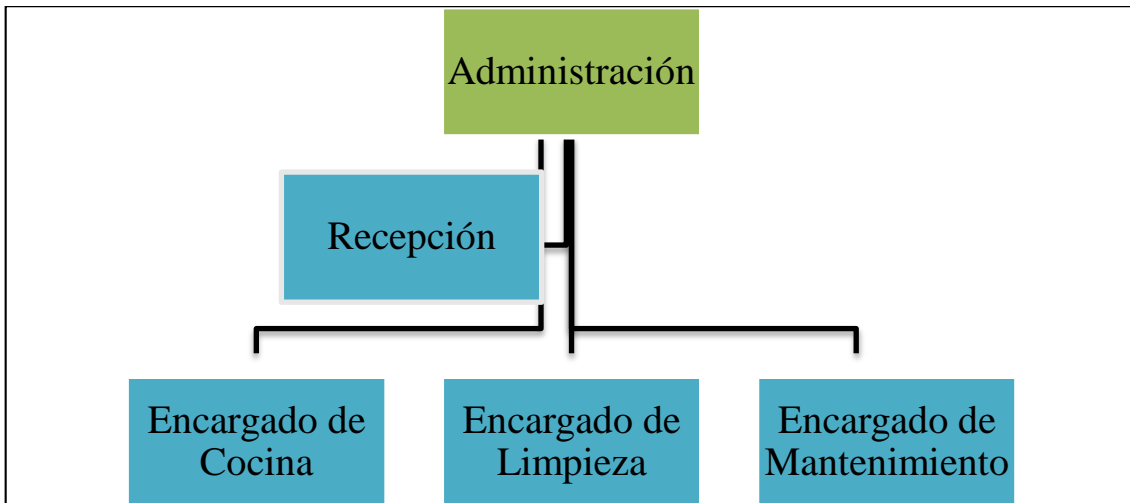 Administración
Recepción
Encargado de
Cocina
Encargado de
Limpieza
Encargado de
Mantenimiento